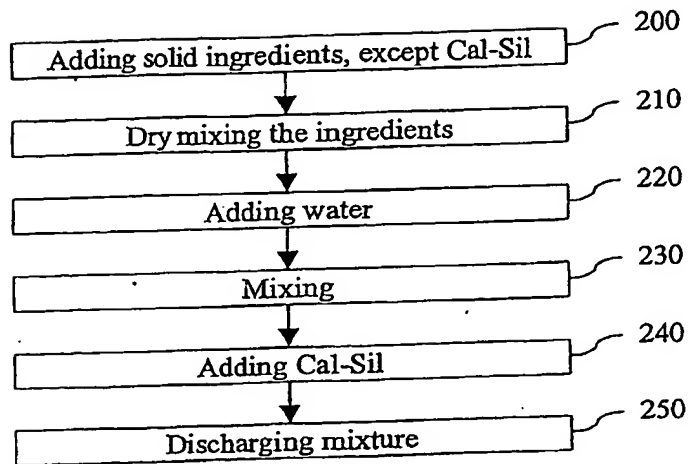 200
Adding solid ingredients, except Cal-Sil
210
Dry mixing the ingredients
220
Adding water
230
Mixing
240
Adding Cal-Sil
250
Discharging mixture